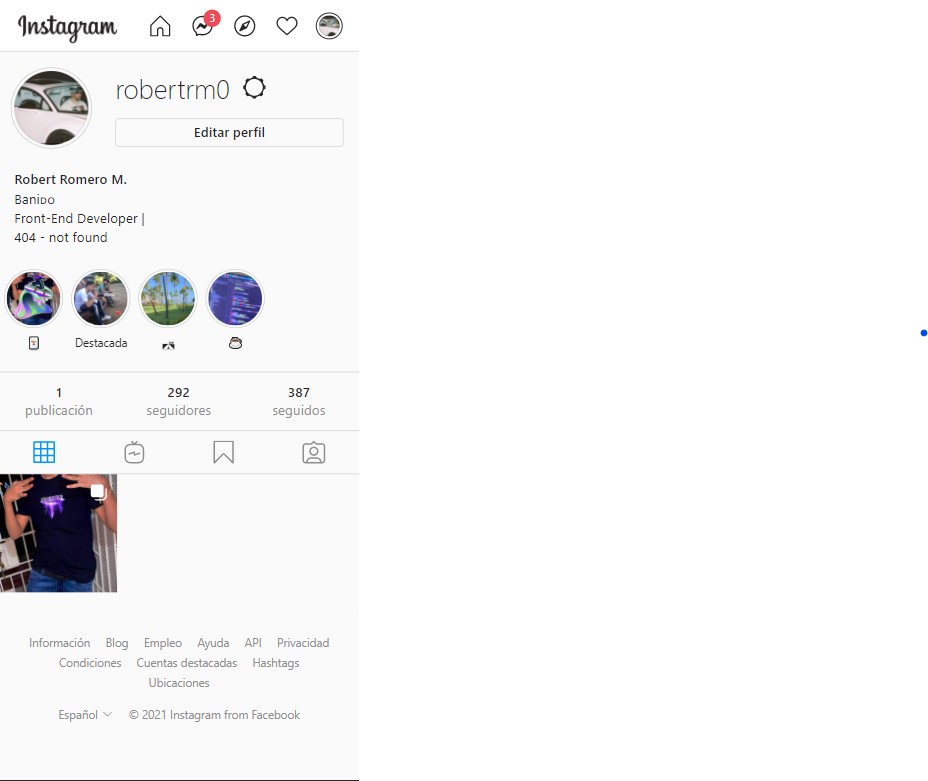 Instagram
3
robertrm0
Editar perfil
Robert Romero M.
Banipo
Front-End Developer |
404 - not found
Destacada
1 292 387
publicación seguidores seguidos
Información Blog Empleo Ayuda API Privacidad
Condiciones Cuentas destacadas Hashtags
Ubicaciones
Español © 2021 Instagram from Facebook